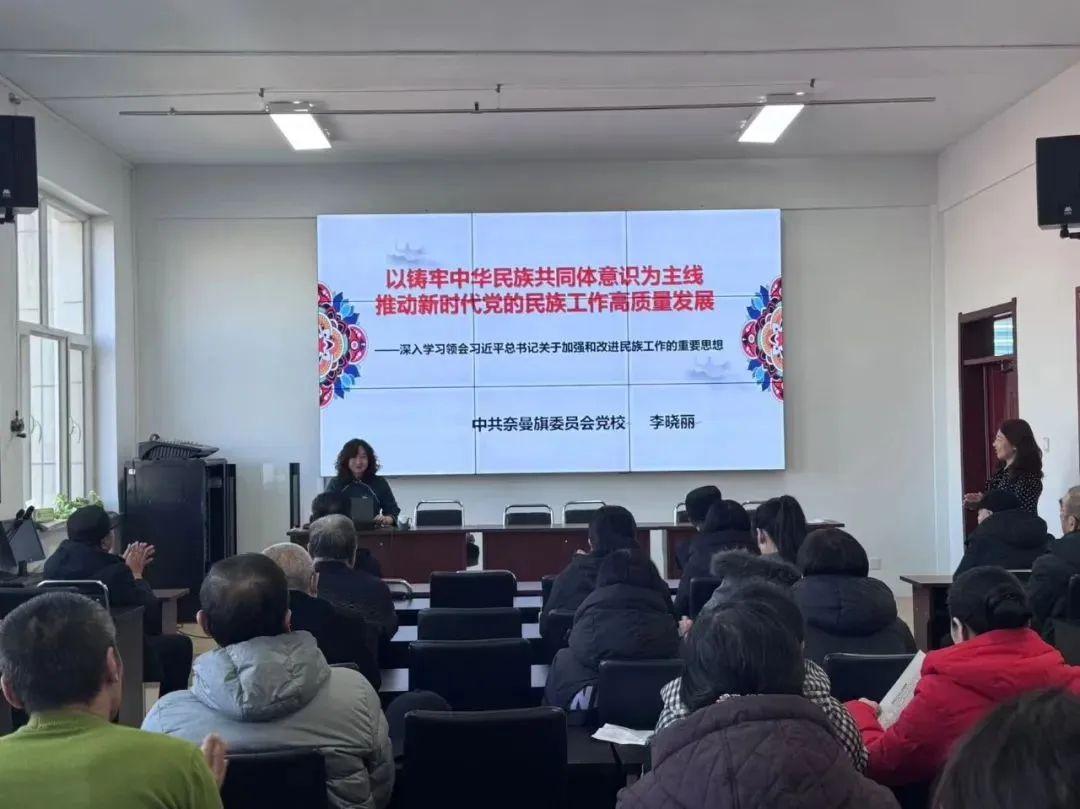 以铸牢中华民族共同体意识为主线
推动新时代党的民族工作高质量发展
——深入学习领会习近平总书记关于加强和改进民族工作的重要思想
中共奈曼旗委员会党校 李晓丽